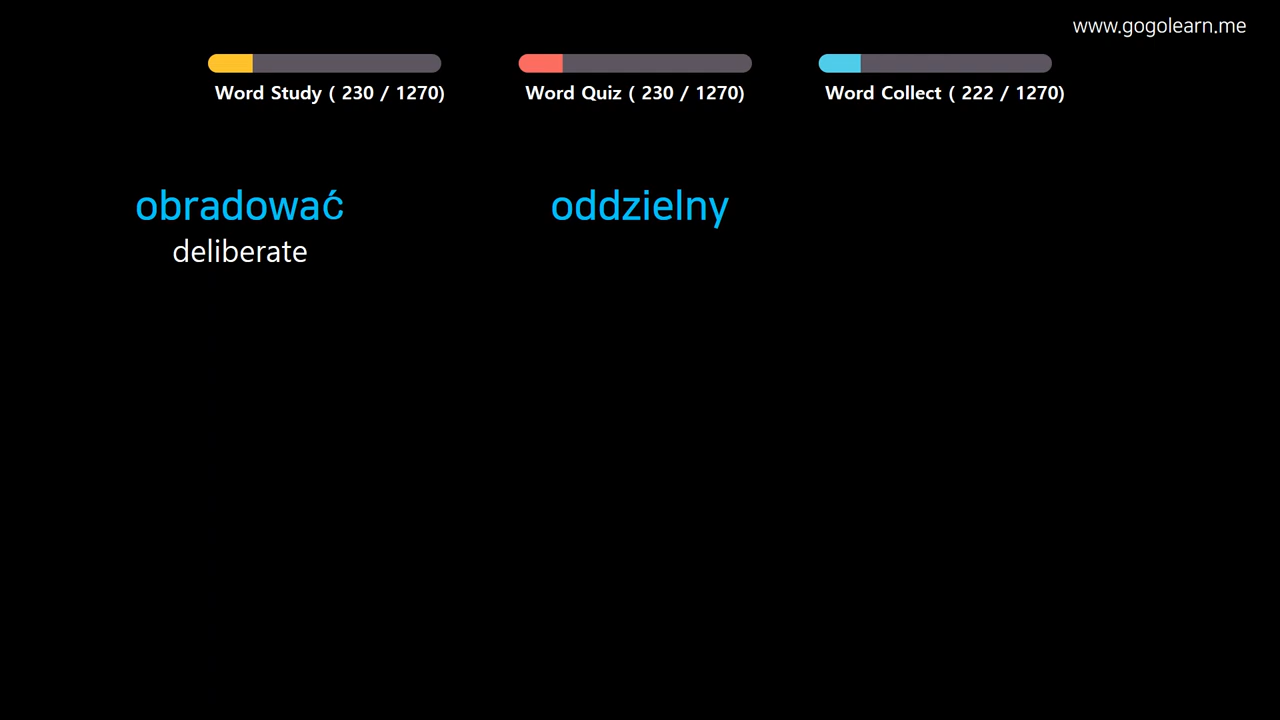 www.gogolearn.me
Word Study ( 230 / 1270)
Word Quiz ( 230 / 1270)
Word Collect ( 222 / 1270)
obradować
deliberate
oddzielny